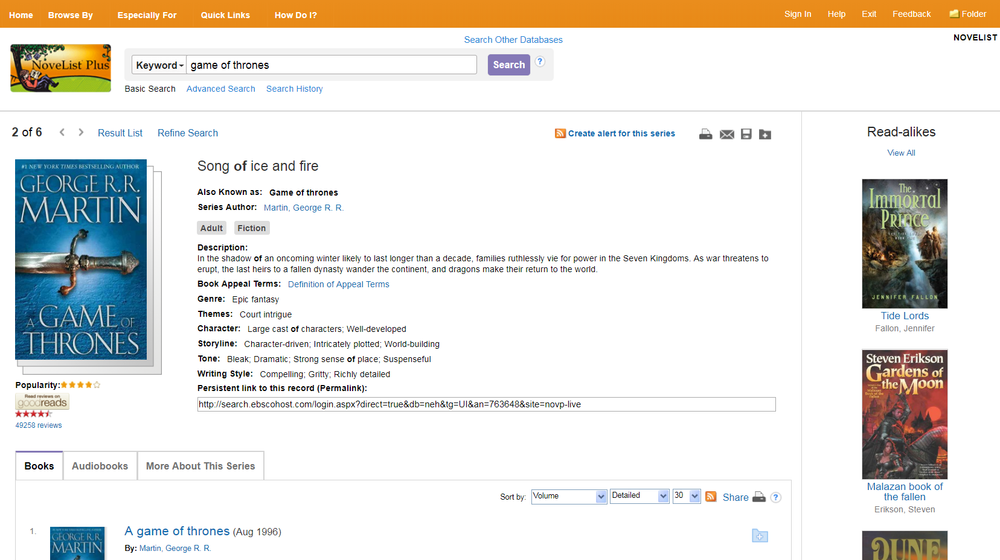 Home Browse By Especially For Quick Links How Do I? Sign In Help Exit Feedback Folder
Search Other Databases
NOVELIST
NoveList Plus
Keyword game of thrones Search ?
Basic Search Advanced Search Search History
2 of 6 Result List Refine Search Create alert for this series
#1 NEW YORK TIMES BESTSELLING AUTHOR
GEORGE R.R.
MARTIN
A GAME OF
THRONES
Popularity:
Read reviews on
goodreads
49258 reviews
Song of ice and fire
Also Known as: Game of thrones
Series Author: Martin, George R. R.
Adult Fiction
Description:
In the shadow of an oncoming winter likely to last longer than a decade, families ruthlessly vie for power in the Seven Kingdoms. As war threatens to
erupt, the last heirs to a fallen dynasty wander the continent, and dragons make their return to the world.
Book Appeal Terms: Definition of Appeal Terms
Genre: Epic fantasy
Themes: Court intrigue
Character: Large cast of characters; Well-developed
Storyline: Character-driven; Intricately plotted; World-building
Tone: Bleak; Dramatic; Strong sense of place; Suspenseful
Writing Style: Compelling; Gritty; Richly detailed
Persistent link to this record (Permalink):
http://search.ebscohost.com/login.aspx?direct=true&db=neh&tg=UI&an=763648&site=novp-live
Books Audiobooks More About This Series
Sort by: Volume Detailed 30 Share ?
1.
GEORGE R.R.
MARTIN
A game of thrones (Aug 1996)
By: Martin, George R. R.
Read-alikes
View All
The
Immortal
Prince
THE TIDE LORDS
BOOK ONE
JENNIFER FALLON
Tide Lords
Fallon, Jennifer
Steven Erikson
Gardens of
the Moon
Malazan Book of
the Fallen
Malazan book of
the fallen
Erikson, Steven
DUNE